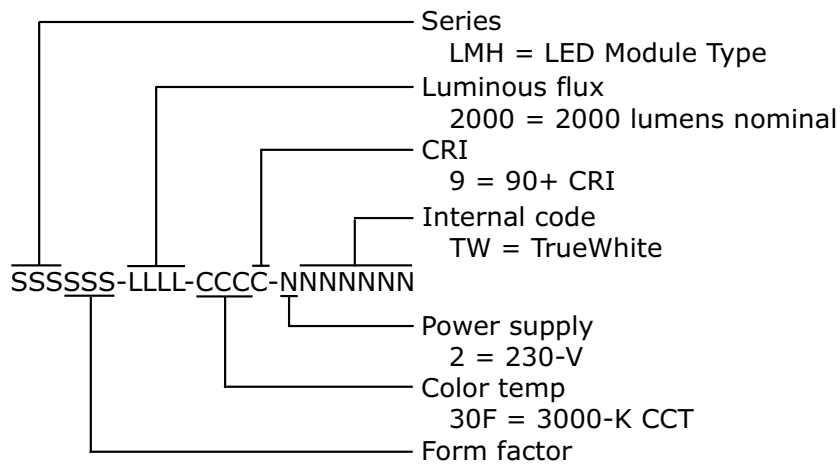 Series
LMH = LED Module Type
Luminous flux
2000 = 2000 lumens nominal
CRI
9 = 90+ CRI
Internal code
TW = TrueWhite
SSSSSS-LLLL-CCCC-NNNNNNN
Power supply
2 = 230-V
Color temp
30F = 3000-K CCT
Form factor